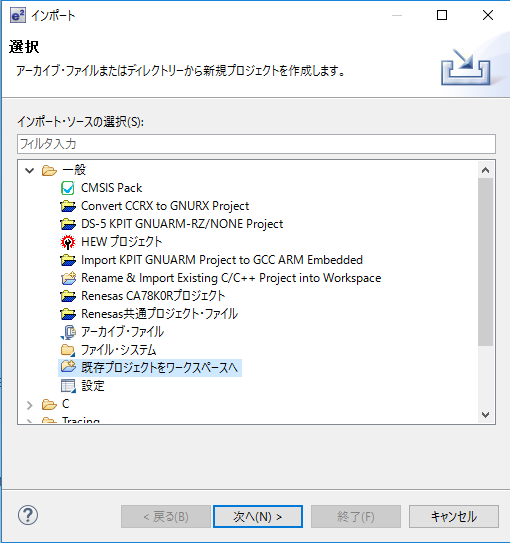 e² インポート
選択
アーカイブ・ファイルまたはディレクトリーから新規プロジェクトを作成します。
インポート・ソースの選択(S):
フィルタ入力
一般
CMSIS Pack
Convert CCRX to GNURX Project
DS-5 KPIT GNUARM-RZ/NONE Project
HEW プロジェクト
Import KPIT GNUARM Project to GCC ARM Embedded
Rename & Import Existing C/C++ Project into Workspace
Renesas CA78K0Rプロジェクト
Renesas共通プロジェクト・ファイル
アーカイブ・ファイル
ファイル・システム
既存プロジェクトをワークスペースへ
設定
C
Tracing
? < 戻る(B) 次へ(N) > 終了(F) キャンセル